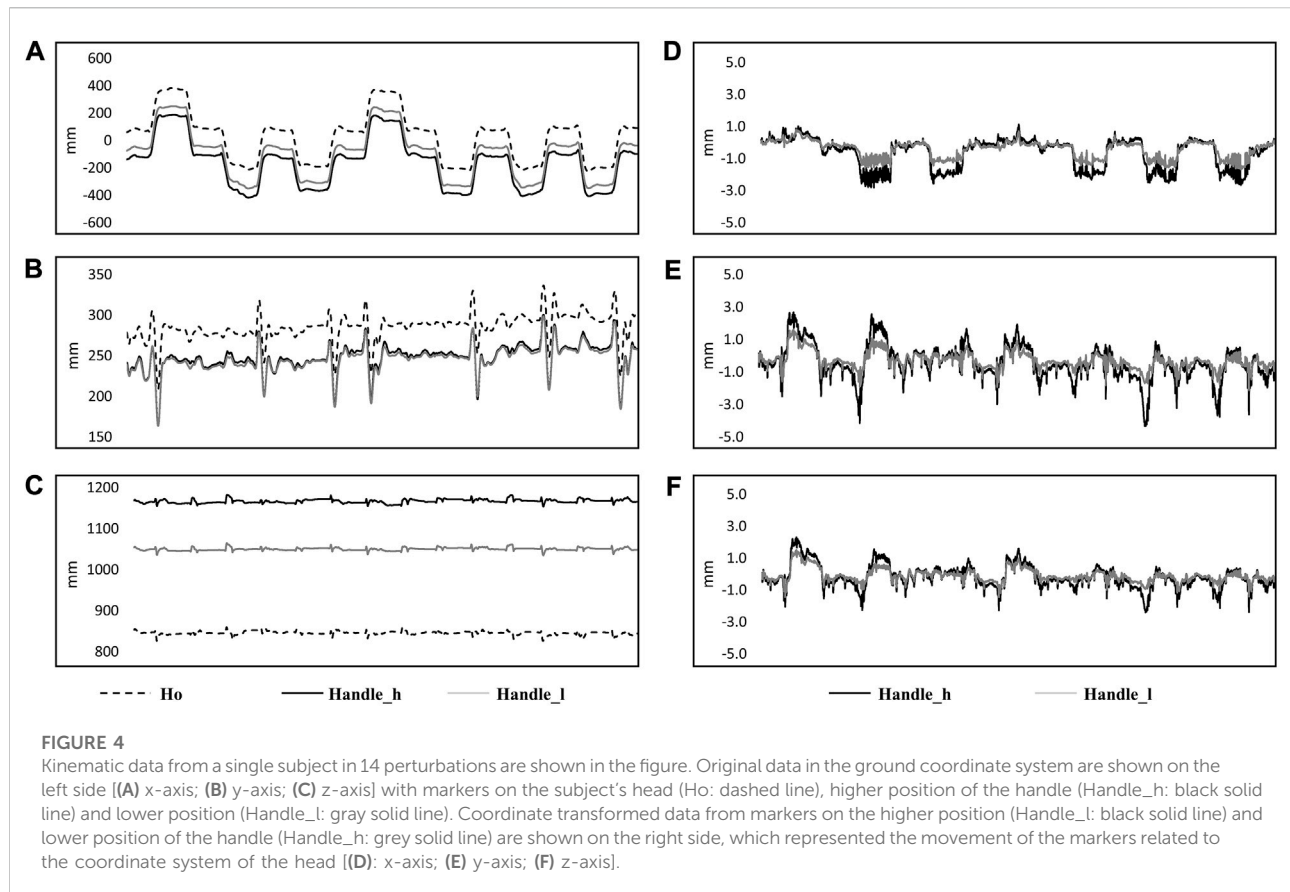 A
600
400
200
0
-200
-400
-600
mm
B
350
300
250
200
150
mm
C
1200
1100
1000
900
800
mm
D
5.0
3.0
1.0
-1.0
-3.0
-5.0
mm
E
5.0
3.0
1.0
-1.0
-3.0
-5.0
mm
F
5.0
3.0
1.0
-1.0
-3.0
-5.0
mm
Ho Handle_h Handle_l
Handle_h Handle_l
FIGURE 4
Kinematic data from a single subject in 14 perturbations are shown in the figure. Original data in the ground coordinate system are shown on the
left side [(A) x-axis; (B) y-axis; (C) z-axis] with markers on the subject's head (Ho: dashed line), higher position of the handle (Handle_h: black solid
line) and lower position (Handle_l: gray solid line). Coordinate transformed data from markers on the higher position (Handle_l: black solid line) and
lower position of the handle (Handle_h: grey solid line) are shown on the right side, which represented the movement of the markers related to
the coordinate system of the head [(D): x-axis; (E) y-axis; (F) z-axis].